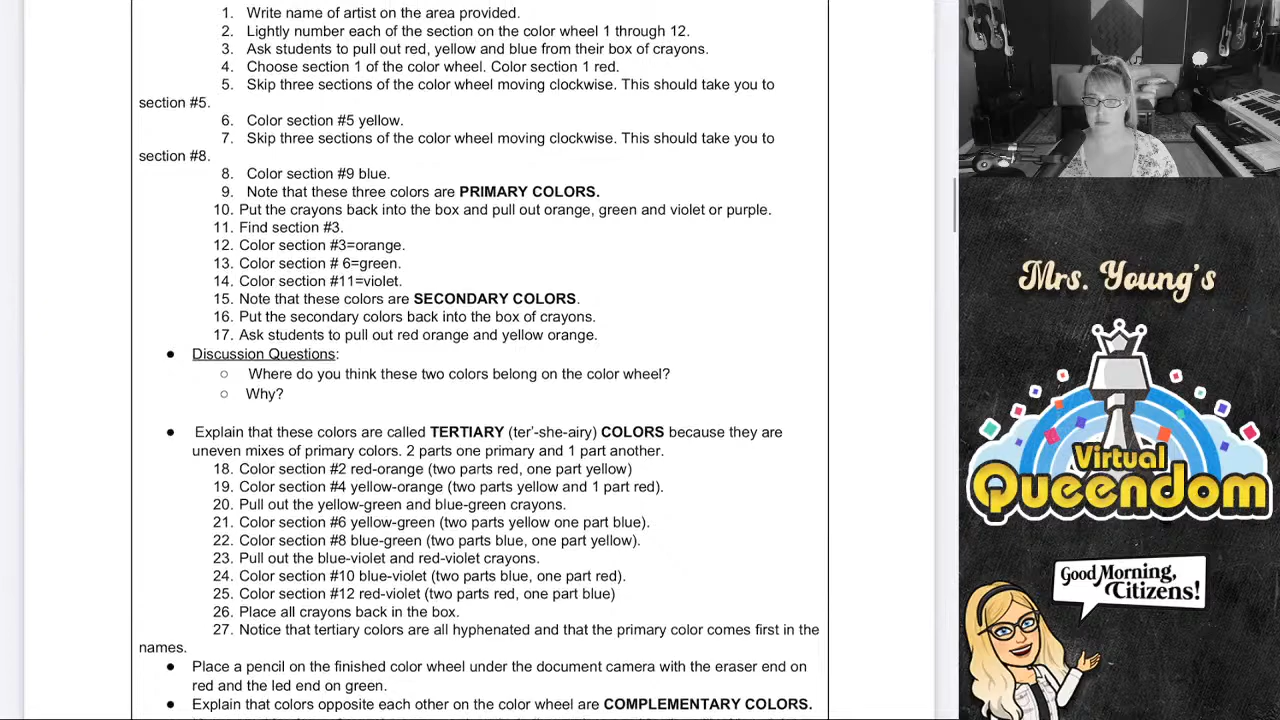 1. Write name of artist on the area provided.
2. Lightly number each of the section on the color wheel 1 through 12.
3. Ask students to pull out red, yellow and blue from their box of crayons.
4. Choose section 1 of the color wheel. Color section 1 red.
5. Skip three sections of the color wheel moving clockwise. This should take you to
section #5.
6. Color section #5 yellow.
7. Skip three sections of the color wheel moving clockwise. This should take you to
section #8.
8. Color section #9 blue.
9. Note that these three colors are PRIMARY COLORS.
10. Put the crayons back into the box and pull out orange, green and violet or purple.
11. Find section #3.
12. Color section #3=orange.
13. Color section # 6=green.
14. Color section #11=violet.
15. Note that these colors are SECONDARY COLORS.
16. Put the secondary colors back into the box of crayons.
17. Ask students to pull out red orange and yellow orange.
● Discussion Questions:
○ Where do you think these two colors belong on the color wheel?
○ Why?
● Explain that these colors are called TERTIARY (ter'-she-airy) COLORS because they are
uneven mixes of primary colors. 2 parts one primary and 1 part another.
18. Color section #2 red-orange (two parts red, one part yellow)
19. Color section #4 yellow-orange (two parts yellow and 1 part red).
20. Pull out the yellow-green and blue-green crayons.
21. Color section #6 yellow-green (two parts yellow one part blue).
22. Color section #8 blue-green (two parts blue, one part yellow).
23. Pull out the blue-violet and red-violet crayons.
24. Color section #10 blue-violet (two parts blue, one part red).
25. Color section #12 red-violet (two parts red, one part blue)
26. Place all crayons back in the box.
27. Notice that tertiary colors are all hyphenated and that the primary color comes first in the
names.
● Place a pencil on the finished color wheel under the document camera with the eraser end on
red and the led end on green.
● Explain that colors opposite each other on the color wheel are COMPLEMENTARY COLORS.
Mrs. Young's
Virtual
Queendom
Good Morning,
Citizens!